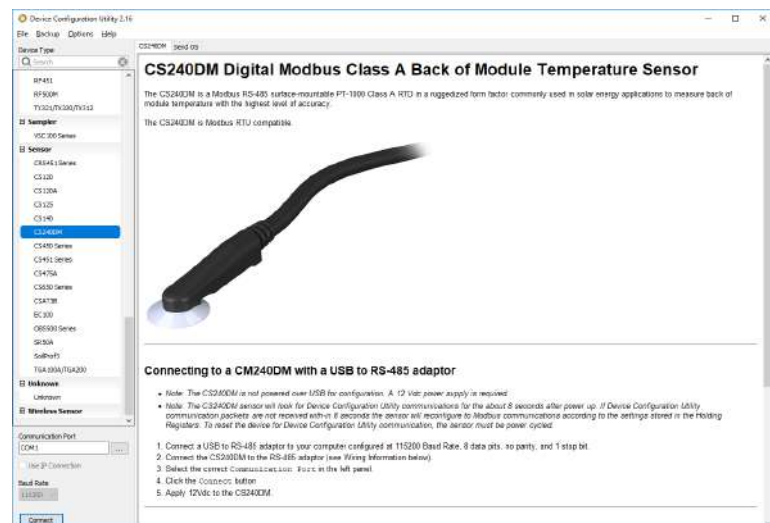 Device Configuration Utility 2.16
File Backup Options Help
Device Type
Search
RF451
RF500M
TX321/TX320/TX312
Sampler
VSC100 Series
Sensor
CRS451 Series
CS120
CS120A
CS125
CS140
CS240DM
CS450 Series
CS451 Series
CS475A
CS650 Series
CSAT3B
EC100
OBS500 Series
SR50A
SoilProf3
TGA100A/TGA200
Unknown
Unknown
Wireless Sensor
Communication Port
COM1
...
Use IP Connection
Baud Rate
115200
Connect
CS240DM Send OS
CS240DM Digital Modbus Class A Back of Module Temperature Sensor
The CS240DM is a Modbus RS-485 surface-mountable PT-1000 Class A RTD in a ruggedized form factor commonly used in solar energy applications to measure back of
module temperature with the highest level of accuracy.
The CS240DM is Modbus RTU compatible.
Connecting to a CM240DM with a USB to RS-485 adaptor
Note: The CS240DM is not powered over USB for configuration. A 12 Vdc power supply is required.
Note: The CS240DM sensor will look for Device Configuration Utility communications for the about 8 seconds after power up. If Device Configuration Utility
communication packets are not received with-in 8 seconds the sensor will reconfigure to Modbus communications according to the settings stored in the Holding
Registers. To reset the device for Device Configuration Utility communication, the sensor must be power cycled.
1. Connect a USB to RS-485 adaptor to your computer configured at 115200 Baud Rate, 8 data pits, no parity, and 1 stop bit.
2. Connect the CS240DM to the RS-485 adaptor (see Wiring Information below).
3. Select the correct Communication Port in the left panel.
4. Click the Connect button
5. Apply 12Vdc to the CS240DM.